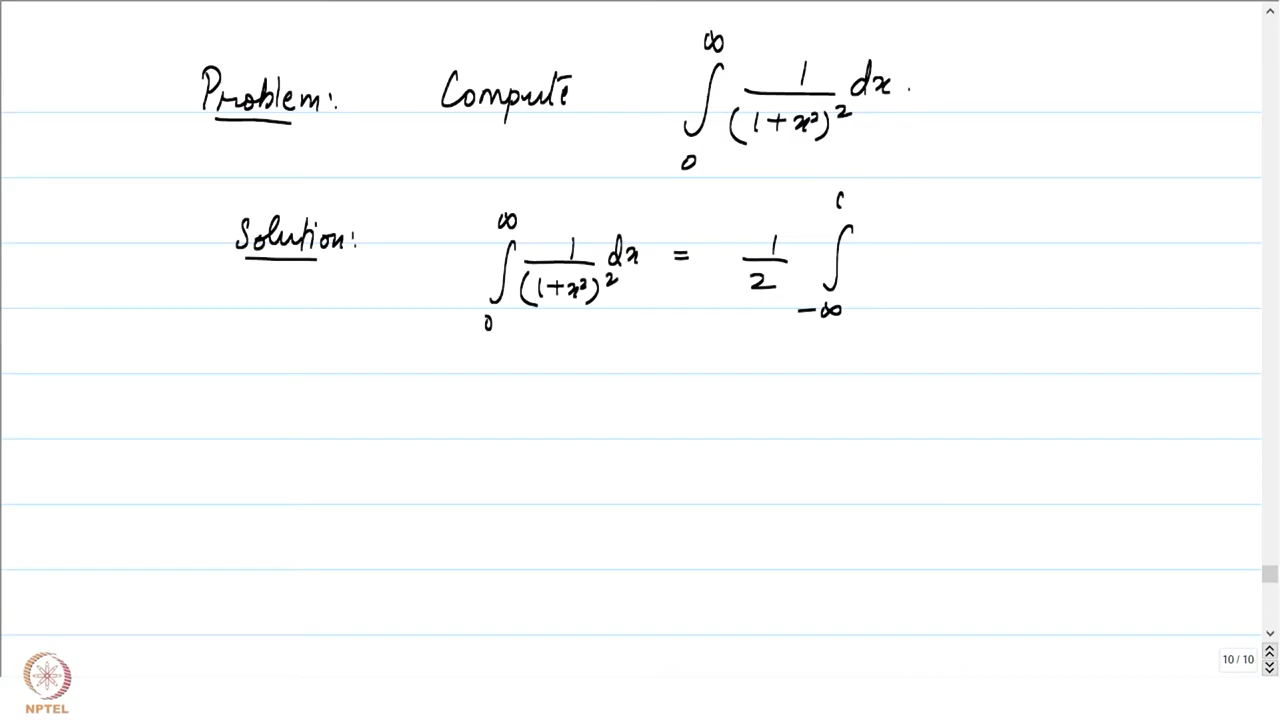 Problem: Compute ∫₀^∞ 1/(1+x²)² dx.
Solution: ∫₀^∞ 1/(1+x²)² dx = 1/2 ∫₋∞
10 / 10
NPTEL